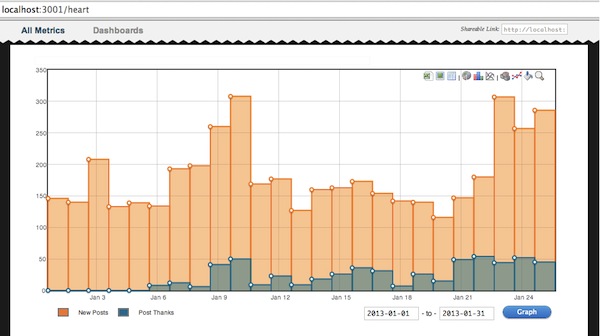 localhost:3001/heart
All Metrics Dashboards Shareable Link: http://localhost:
350
300
250
200
150
100
50
0
Jan 3 Jan 6 Jan 9 Jan 12 Jan 15 Jan 18 Jan 21 Jan 24
New Posts Post Thanks 2013-01-01 - to - 2013-01-31 Graph